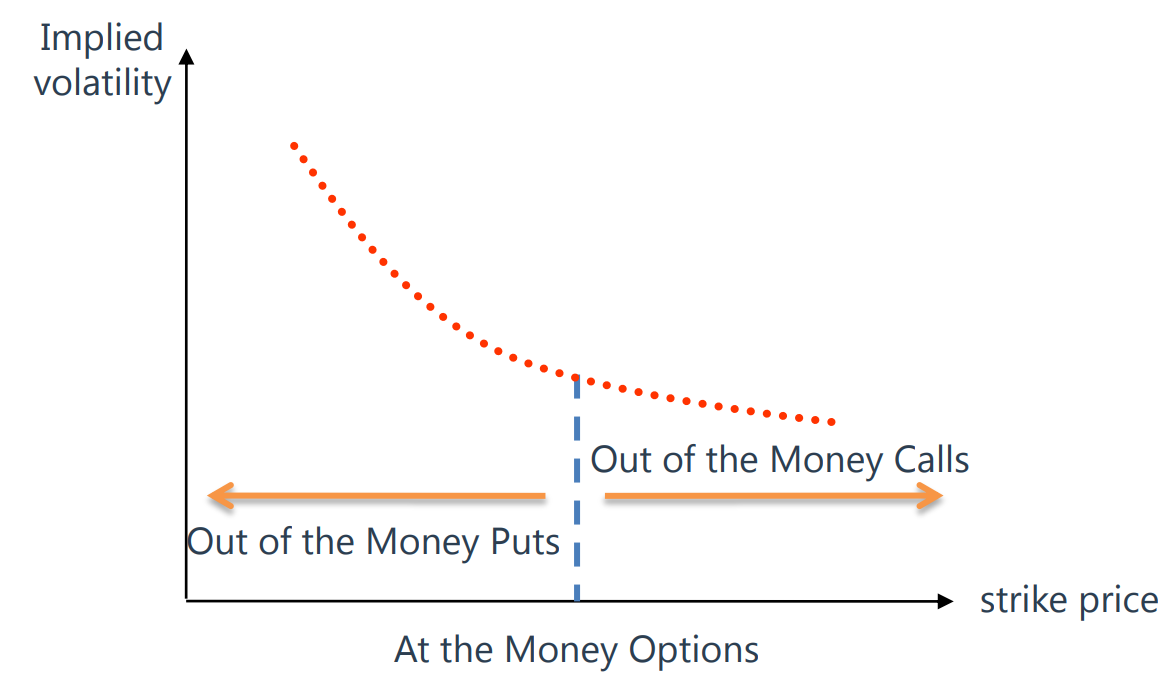 Implied
volatility
Out of the Money Calls
Out of the Money Puts
strike price
At the Money Options